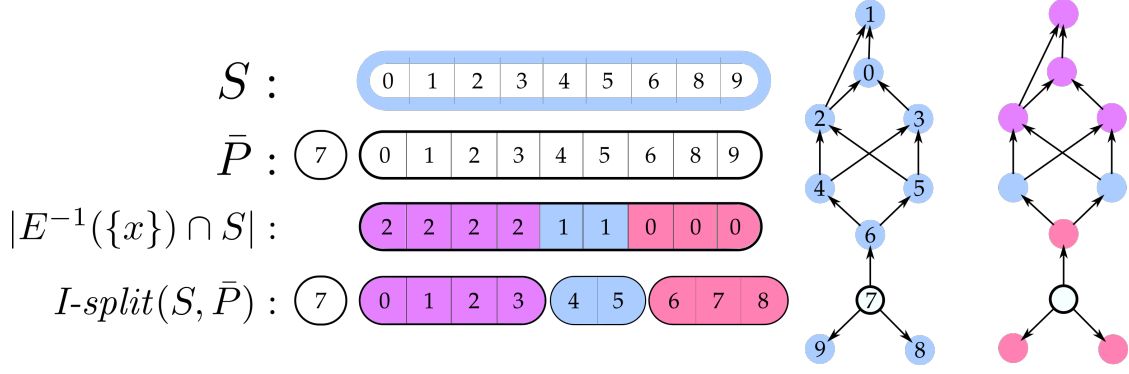 S : 0 1 2 3 4 5 6 8 9
P̄ : 7 0 1 2 3 4 5 6 8 9
|E⁻¹({x}) ∩ S| : 2 2 2 2 1 1 0 0 0
I-split(S, P̄) : 7 0 1 2 3 4 5 6 7 8
1
0
2 3
4 5
6
7
9 8